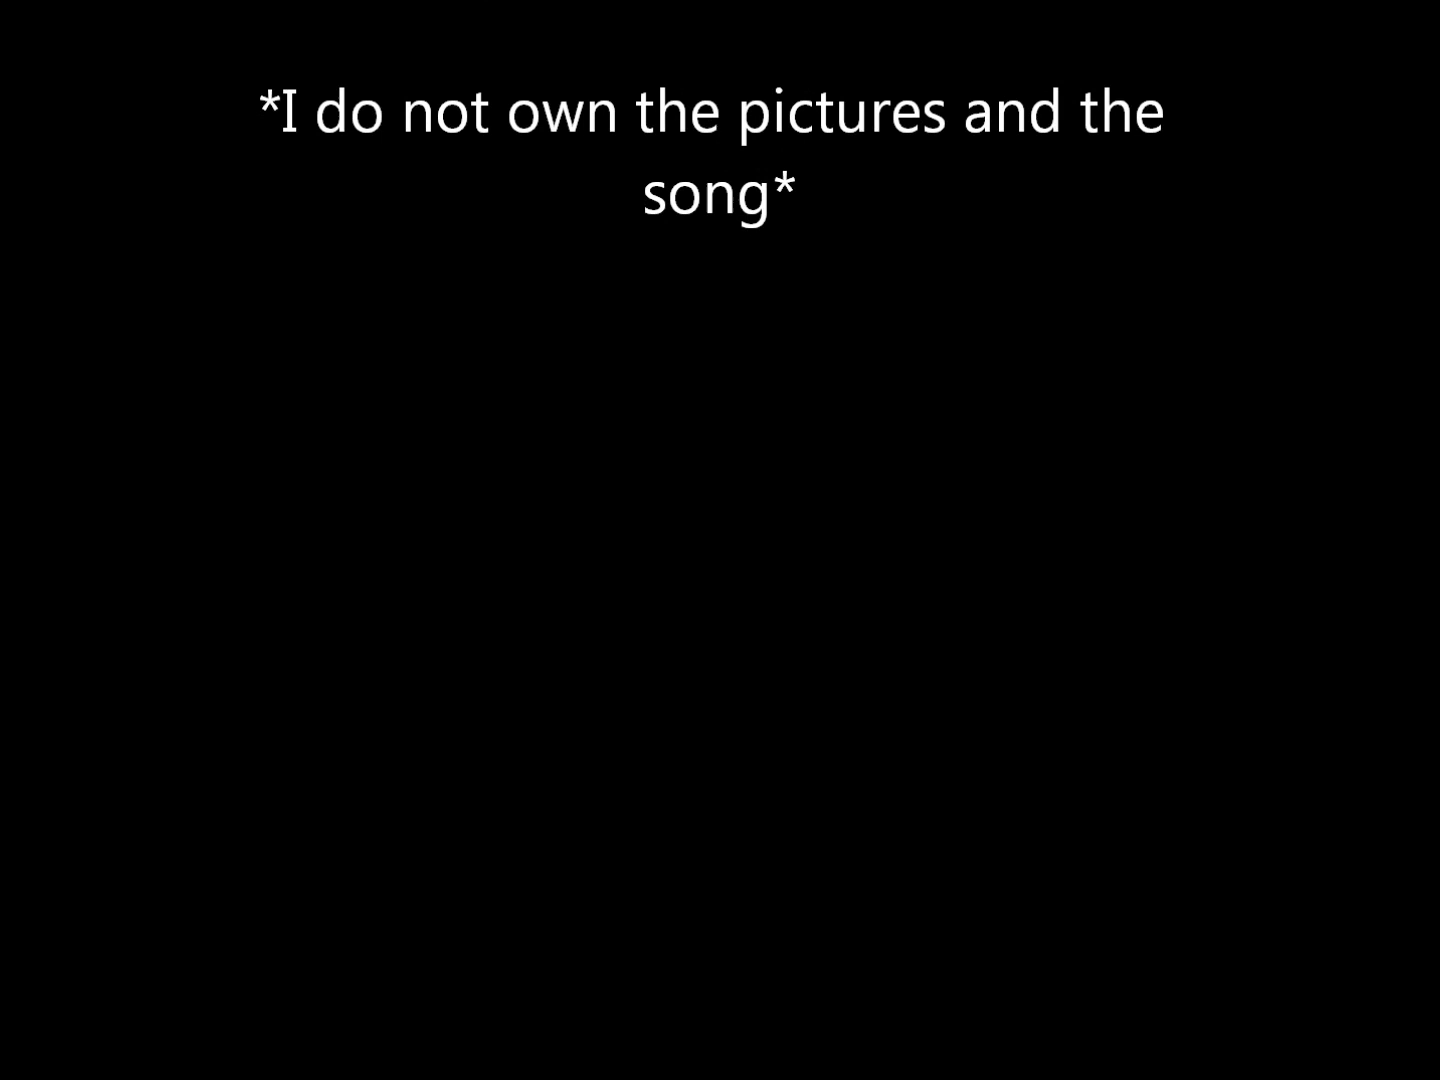 *I do not own the pictures and the
song*